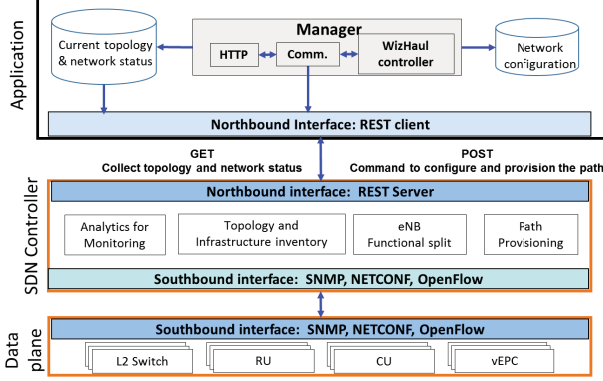 Application
Manager
Current topology
& network status
HTTP
Comm.
WizHaul
controller
Network
configuration
Northbound Interface: REST client
GET
Collect topology and network status
POST
Command to configure and provision the path
SDN Controller
Northbound interface: REST Server
Analytics for
Monitoring
Topology and
Infrastructure inventory
eNB
Functional split
Fath
Provisioning
Southbound interface: SNMP, NETCONF, OpenFlow
Data
plane
Southbound interface: SNMP, NETCONF, OpenFlow
L2 Switch
RU
CU
vEPC